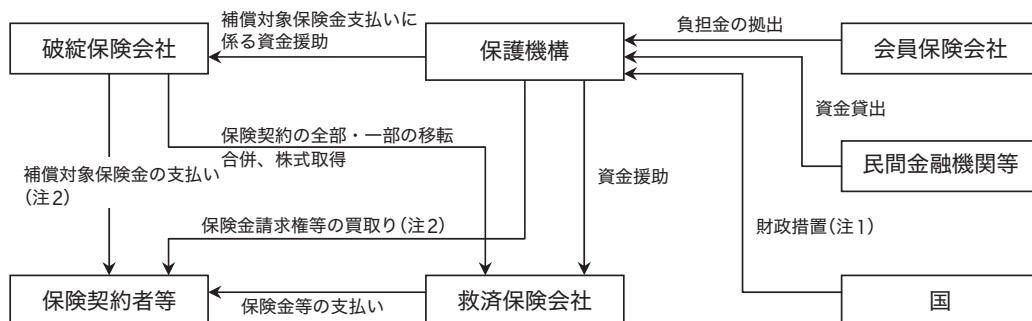 補償対象保険金支払いに
係る資金援助
負担金の拠出
破綻保険会社
保護機構
会員保険会社
資金貸出
保険契約の全部・一部の移転
合併、株式取得
補償対象保険金の支払い
(注2)
資金援助
民間金融機関等
保険金請求権等の買取り(注2)
財政措置(注1)
保険契約者等
保険金等の支払い
救済保険会社
国